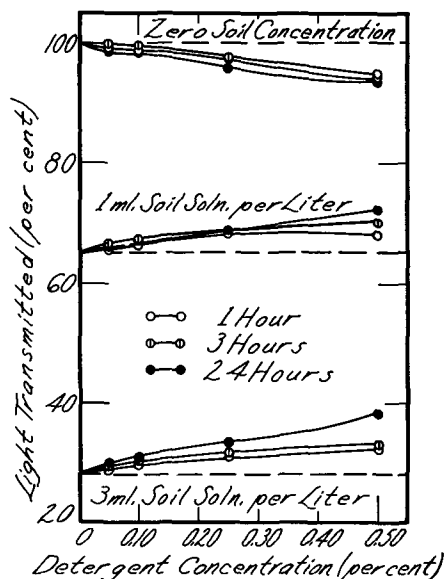 Zero Soil Concentration
100
80
1 ml. Soil Soln. per Liter
60
1 Hour
3 Hours
24 Hours
40
3 ml. Soil Soln. per Liter
20
Light Transmitted (per cent)
0 0.10 0.20 0.30 0.40 0.50
Detergent Concentration (per cent)